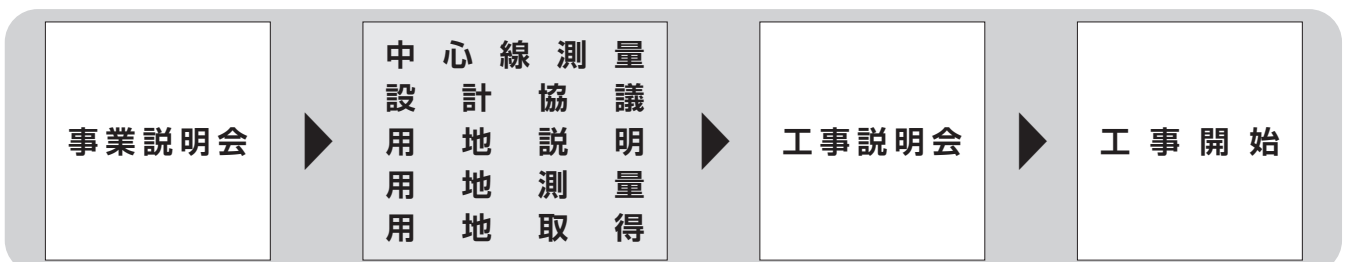 事業説明会
中心線測量
設計協議
用地説明
用地測量
用地取得
工事説明会
工事開始